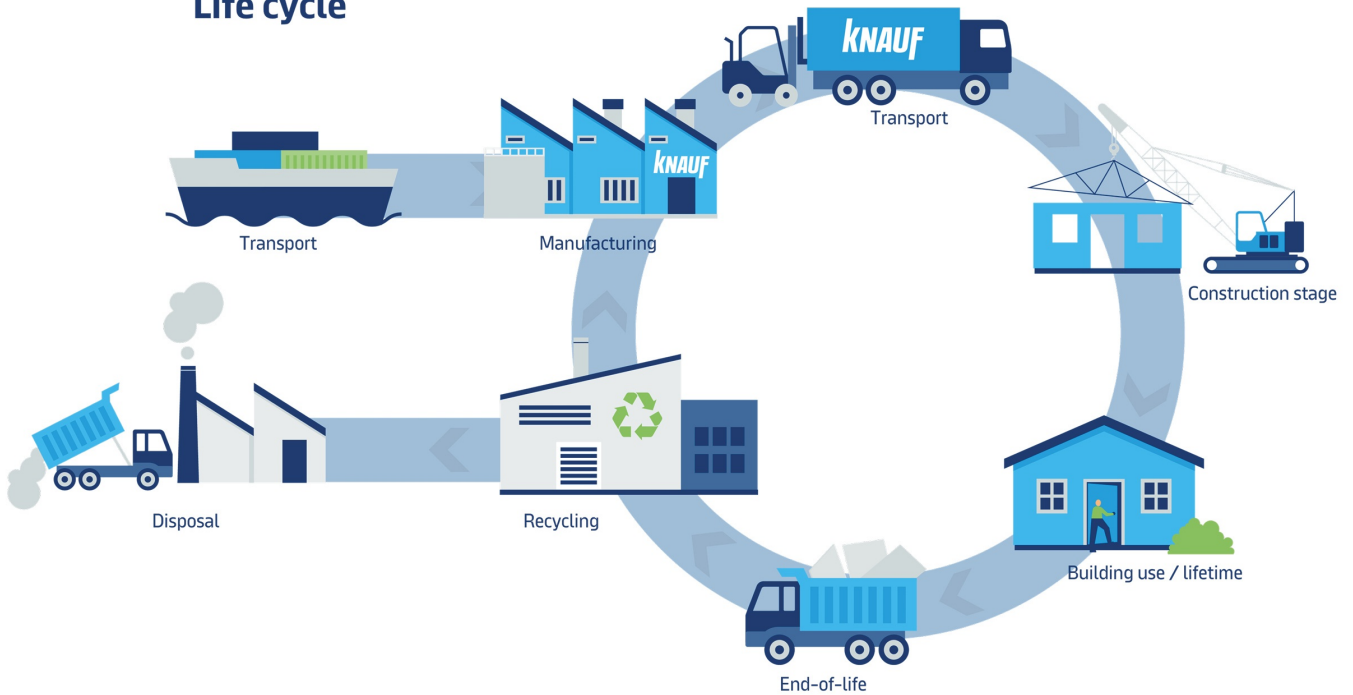 Life cycle
KNAUF
Transport
KNAUF
Transport
Manufacturing
Construction stage
Disposal
Recycling
Building use / lifetime
End-of-life